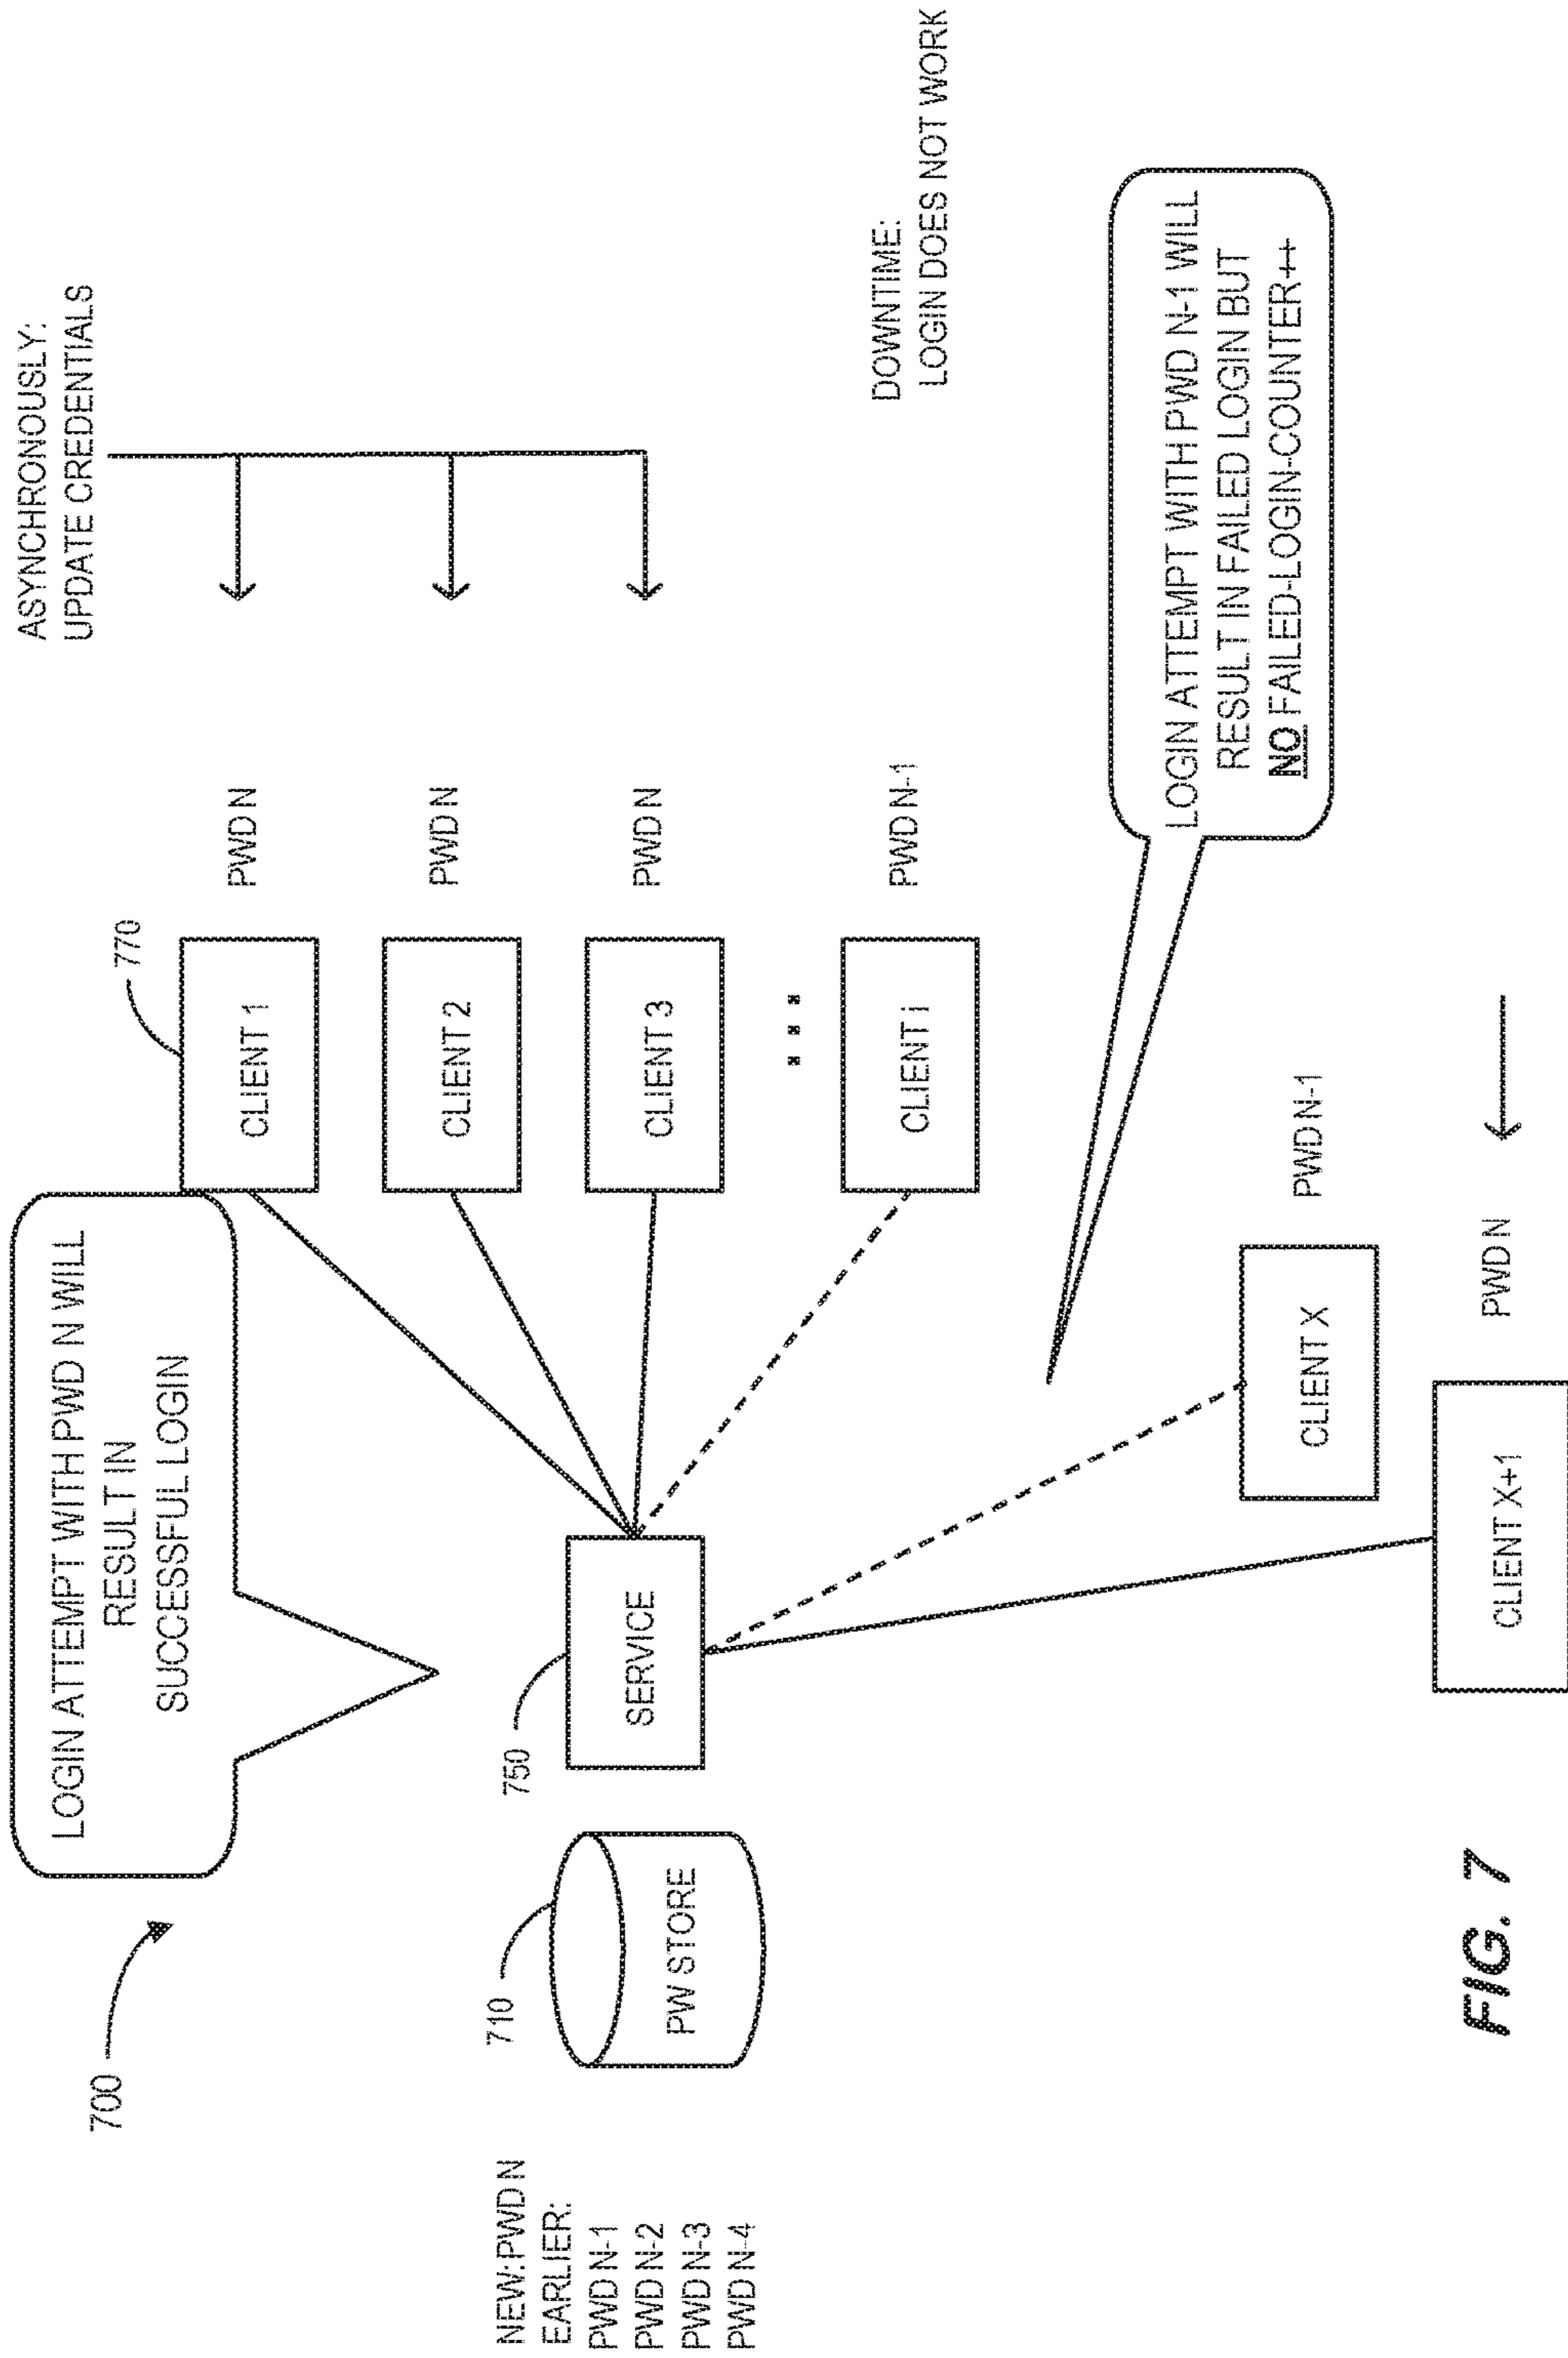 700
LOGIN ATTEMPT WITH PWD N WILL
RESULT IN
SUCCESSFUL LOGIN
ASYNCHRONOUSLY:
UPDATE CREDENTIALS
770
CLIENT 1
PWD N
CLIENT 2
PWD N
CLIENT 3
PWD N
CLIENT i
PWD N-1
DOWNTIME:
LOGIN DOES NOT WORK
NEW: PWD N
EARLIER:
PWD N-1
PWD N-2
PWD N-3
PWD N-4
710
PW STORE
750
SERVICE
LOGIN ATTEMPT WITH PWD N-1 WILL
RESULT IN FAILED LOGIN BUT
NO FAILED-LOGIN-COUNTER++
CLIENT X
PWD N-1
CLIENT X+1
PWD N
FIG. 7